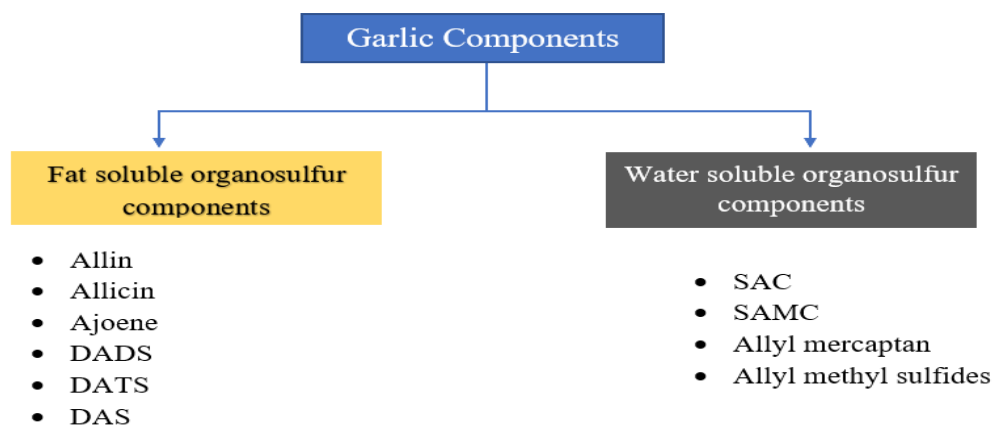 Garlic Components
Fat soluble organosulfur
components
Water soluble organosulfur
components
• Allin
• Allicin
• Ajoene
• DADS
• DATS
• DAS
• SAC
• SAMC
• Allyl mercaptan
• Allyl methyl sulfides